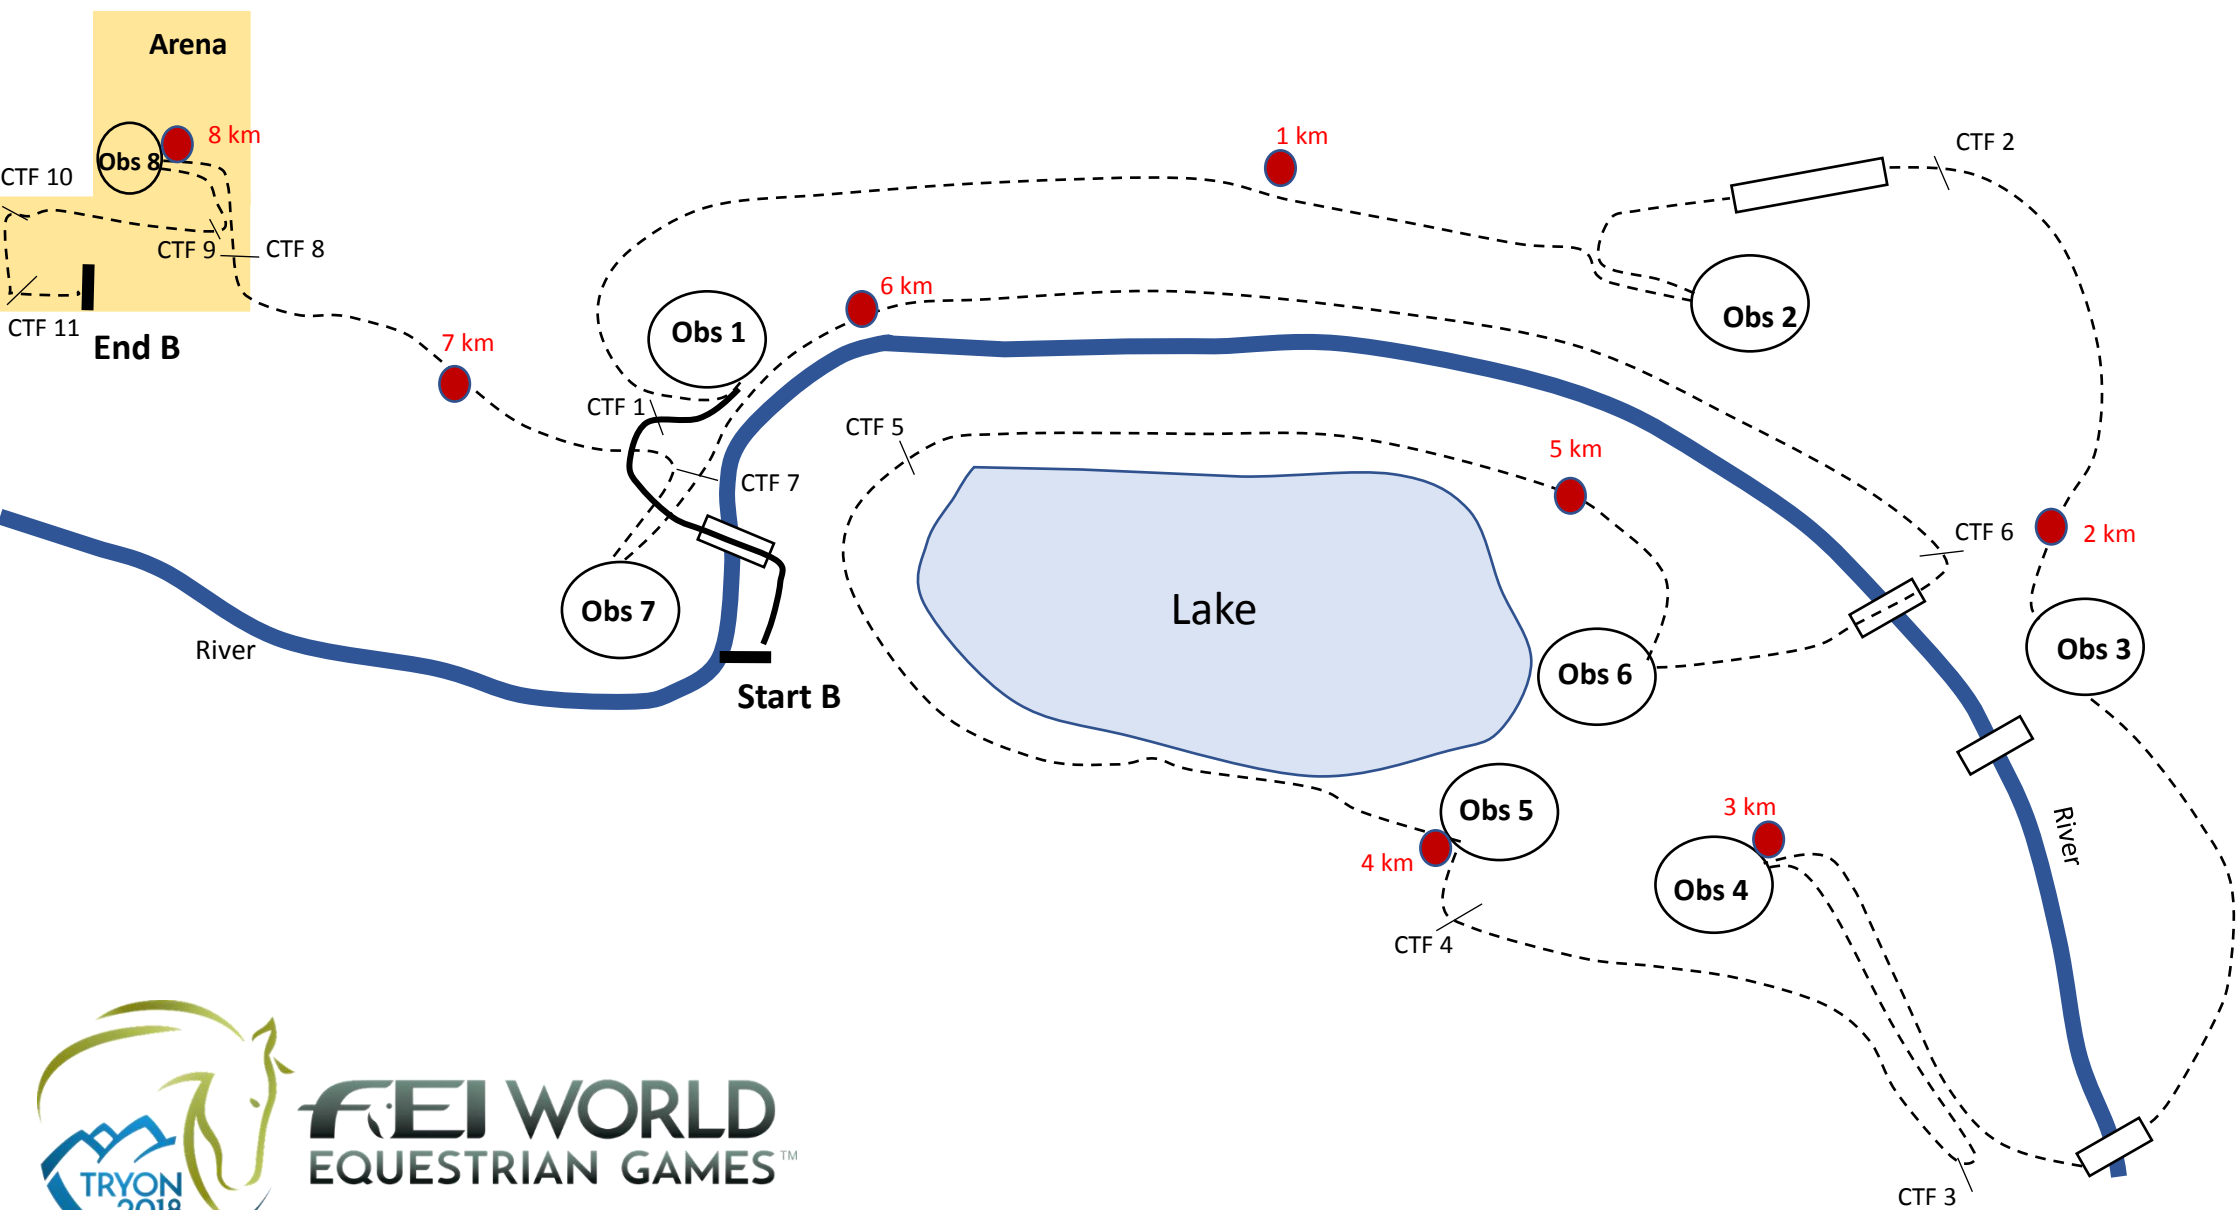 Arena
8 km
Obs 8
CTF 10
CTF 9
CTF 8
CTF 11
End B
7 km
1 km
CTF 2
6 km
Obs 1
Obs 2
CTF 1
CTF 5
5 km
CTF 7
CTF 6
2 km
Lake
Obs 7
River
Start B
Obs 6
Obs 3
Obs 5
3 km
River
4 km
Obs 4
CTF 4
CTF 3
FEI WORLD
EQUESTRIAN GAMES™
TRYON
2018